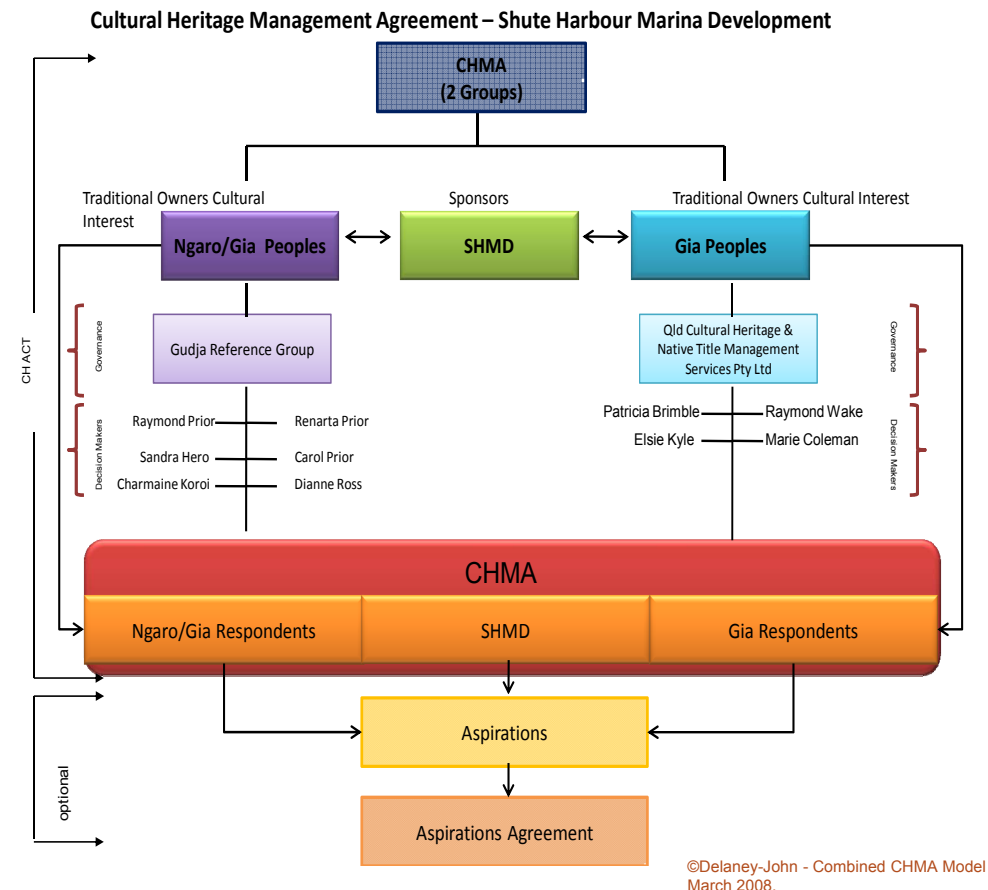 Cultural Heritage Management Agreement – Shute Harbour Marina Development
CHMA
(2 Groups)
Traditional Owners Cultural
Interest
Sponsors
Traditional Owners Cultural Interest
Ngaro/Gia Peoples
SHMD
Gia Peoples
CH ACT
Governance
Gudja Reference Group
Qld Cultural Heritage &
Native Title Management
Services Pty Ltd
Governance
Decision Makers
Raymond Prior
Renarta Prior
Sandra Hero
Carol Prior
Charmaine Koroi
Dianne Ross
Patricia Brimble
Raymond Wake
Elsie Kyle
Marie Coleman
Decision Makers
CHMA
Ngaro/Gia Respondents
SHMD
Gia Respondents
optional
Aspirations
Aspirations Agreement
©Delaney-John - Combined CHMA Model
March 2008.